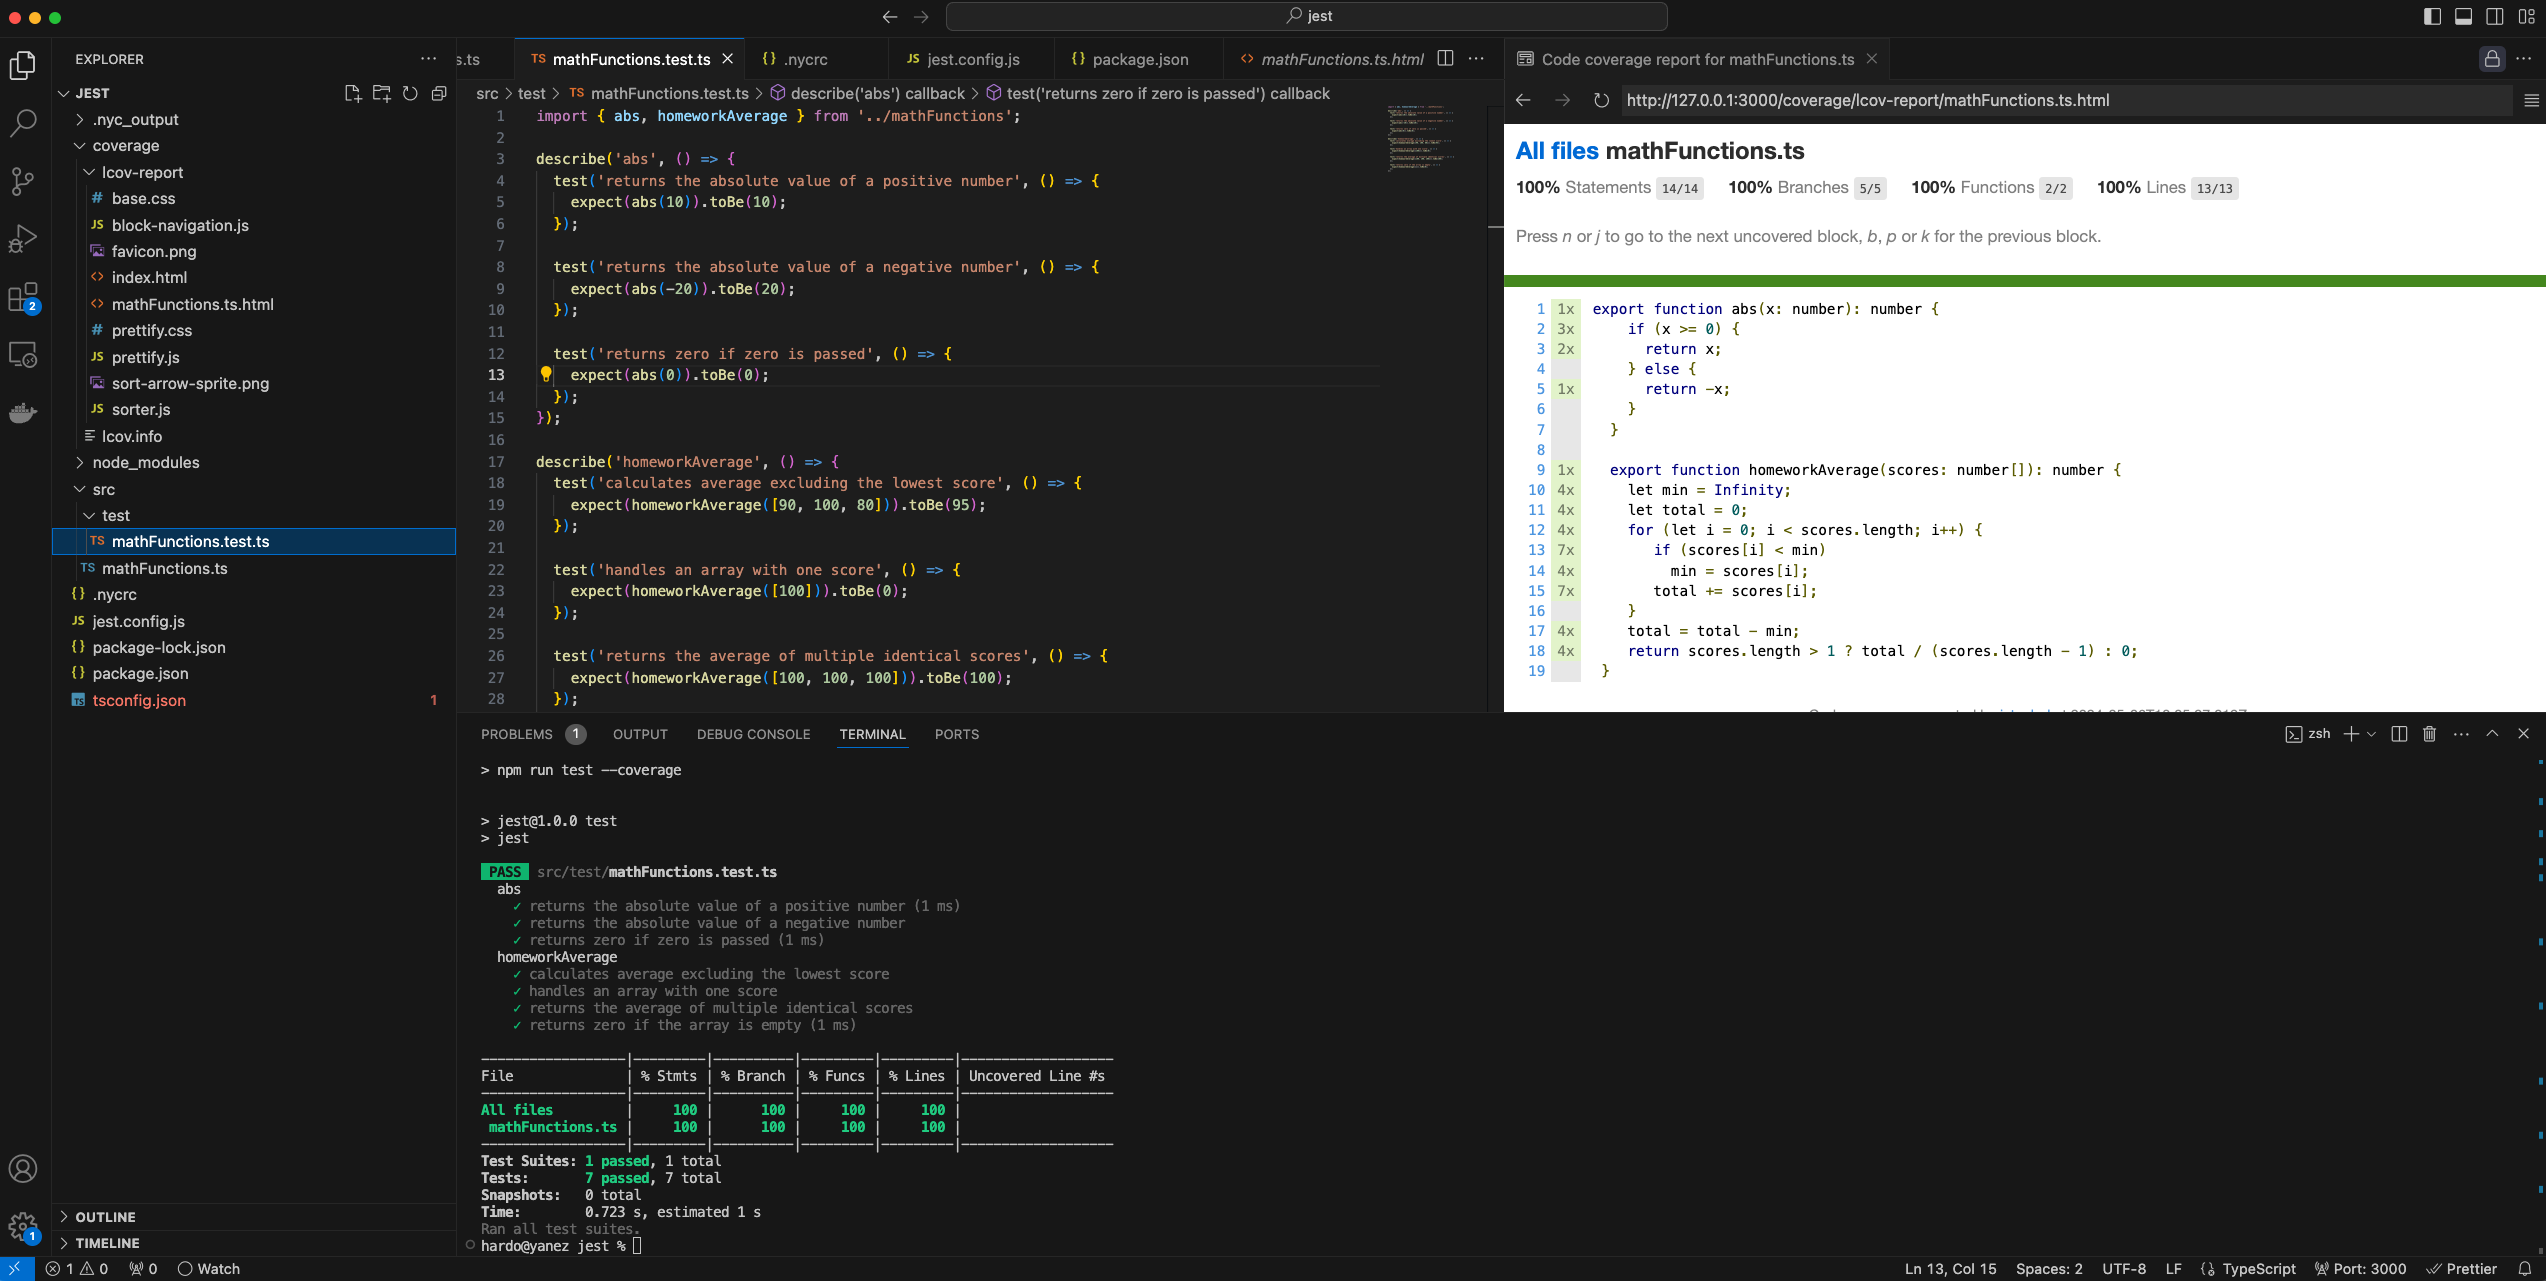 jest
EXPLORER
JEST
.nyc_output
coverage
lcov-report
# base.css
JS block-navigation.js
favicon.png
<> index.html
<> mathFunctions.ts.html
# prettify.css
JS prettify.js
sort-arrow-sprite.png
JS sorter.js
lcov.info
node_modules
src
test
TS mathFunctions.test.ts
TS mathFunctions.ts
{} .nycrc
JS jest.config.js
{} package-lock.json
{} package.json
TS tsconfig.json 1
OUTLINE
TIMELINE
2
1
s.ts
TS mathFunctions.test.ts
{} .nycrc
JS jest.config.js
{} package.json
<> mathFunctions.ts.html
src > test > TS mathFunctions.test.ts > describe('abs') callback > test('returns zero if zero is passed') callback
1 import { abs, homeworkAverage } from '../mathFunctions';
2
3 describe('abs', () => {
4 test('returns the absolute value of a positive number', () => {
5 expect(abs(10)).toBe(10);
6 });
7
8 test('returns the absolute value of a negative number', () => {
9 expect(abs(-20)).toBe(20);
10 });
11
12 test('returns zero if zero is passed', () => {
13 expect(abs(0)).toBe(0);
14 });
15 });
16
17 describe('homeworkAverage', () => {
18 test('calculates average excluding the lowest score', () => {
19 expect(homeworkAverage([90, 100, 80])).toBe(95);
20 });
21
22 test('handles an array with one score', () => {
23 expect(homeworkAverage([100])).toBe(0);
24 });
25
26 test('returns the average of multiple identical scores', () => {
27 expect(homeworkAverage([100, 100, 100])).toBe(100);
28 });
Code coverage report for mathFunctions.ts
http://127.0.0.1:3000/coverage/lcov-report/mathFunctions.ts.html
All files mathFunctions.ts
100% Statements 14/14 100% Branches 5/5 100% Functions 2/2 100% Lines 13/13
Press n or j to go to the next uncovered block, b, p or k for the previous block.
1 1x export function abs(x: number): number {
2 3x if (x >= 0) {
3 2x return x;
4 } else {
5 1x return -x;
6 }
7 }
8
9 1x export function homeworkAverage(scores: number[]): number {
10 4x let min = Infinity;
11 4x let total = 0;
12 4x for (let i = 0; i < scores.length; i++) {
13 7x if (scores[i] < min)
14 4x min = scores[i];
15 7x total += scores[i];
16 }
17 4x total = total - min;
18 4x return scores.length > 1 ? total / (scores.length - 1) : 0;
19 }
PROBLEMS 1 OUTPUT DEBUG CONSOLE TERMINAL PORTS
zsh
> npm run test --coverage
> jest@1.0.0 test
> jest
PASS src/test/mathFunctions.test.ts
abs
✓ returns the absolute value of a positive number (1 ms)
✓ returns the absolute value of a negative number
✓ returns zero if zero is passed (1 ms)
homeworkAverage
✓ calculates average excluding the lowest score
✓ handles an array with one score
✓ returns the average of multiple identical scores
✓ returns zero if the array is empty (1 ms)
File | % Stmts | % Branch | % Funcs | % Lines | Uncovered Line #s
All files | 100 | 100 | 100 | 100 |
mathFunctions.ts | 100 | 100 | 100 | 100 |
Test Suites: 1 passed, 1 total
Tests: 7 passed, 7 total
Snapshots: 0 total
Time: 0.723 s, estimated 1 s
Ran all test suites.
hardo@yanez jest %
1 0 0 Watch
Ln 13, Col 15 Spaces: 2 UTF-8 LF {} TypeScript Port: 3000 Prettier